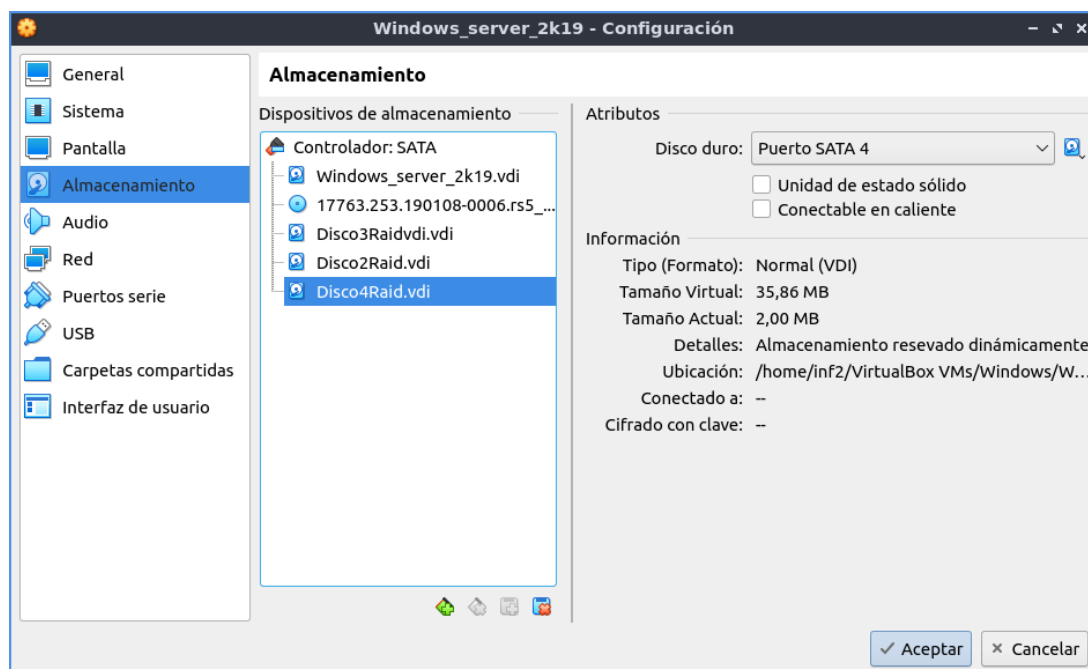 Windows_server_2k19 - Configuración
General
Sistema
Pantalla
Almacenamiento
Audio
Red
Puertos serie
USB
Carpetas compartidas
Interfaz de usuario
Almacenamiento
Dispositivos de almacenamiento
Controlador: SATA
Windows_server_2k19.vdi
17763.253.190108-0006.rs5_...
Disco3Raidvdi.vdi
Disco2Raid.vdi
Disco4Raid.vdi
Atributos
Disco duro: Puerto SATA 4
Unidad de estado sólido
Conectable en caliente
Información
Tipo (Formato): Normal (VDI)
Tamaño Virtual: 35,86 MB
Tamaño Actual: 2,00 MB
Detalles: Almacenamiento resevado dinámicamente
Ubicación: /home/inf2/VirtualBox VMs/Windows/W...
Conectado a: --
Cifrado con clave: --
Aceptar
Cancelar